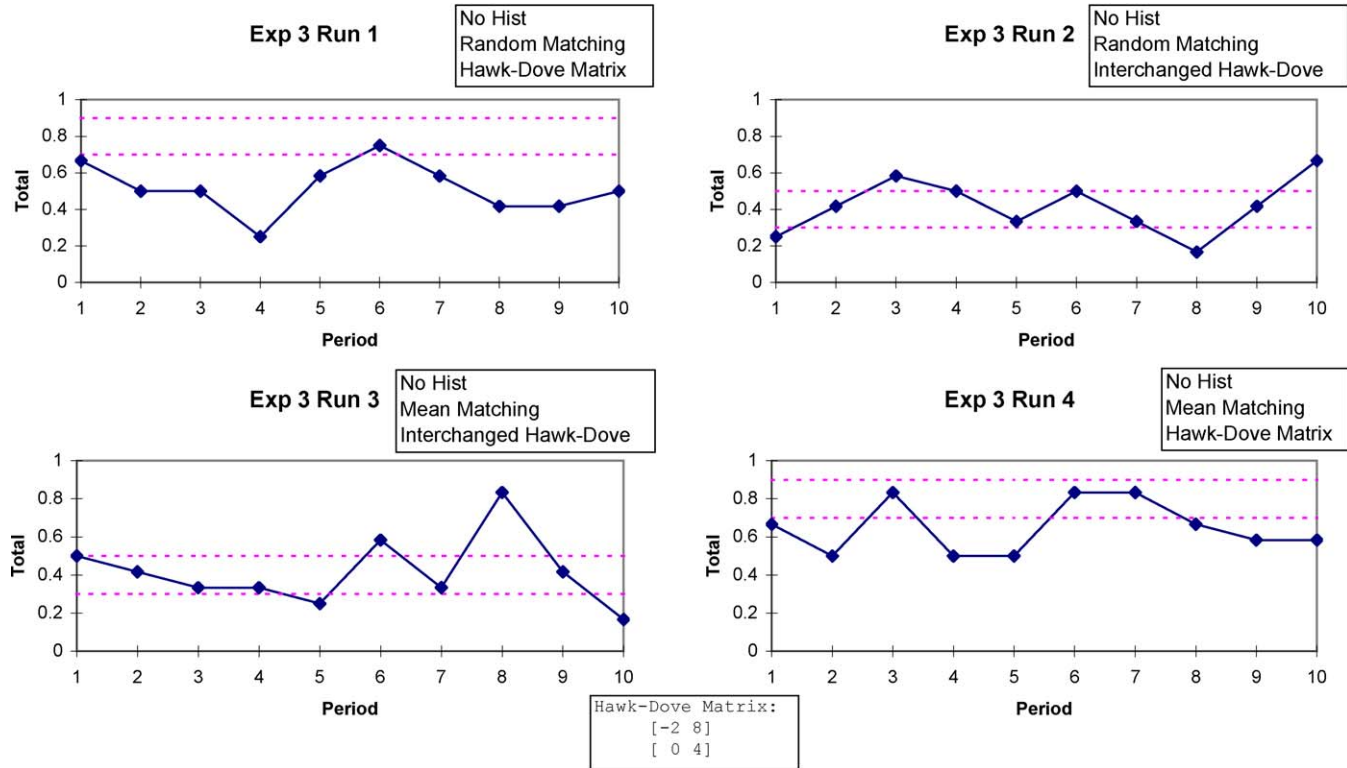 Exp 3 Run 1
No Hist
Random Matching
Hawk-Dove Matrix
Total
1
0.8
0.6
0.4
0.2
0
1 2 3 4 5 6 7 8 9 10
Period
Exp 3 Run 2
No Hist
Random Matching
Interchanged Hawk-Dove
Total
1
0.8
0.6
0.4
0.2
0
1 2 3 4 5 6 7 8 9 10
Period
Exp 3 Run 3
No Hist
Mean Matching
Interchanged Hawk-Dove
Total
1
0.8
0.6
0.4
0.2
0
1 2 3 4 5 6 7 8 9 10
Period
Exp 3 Run 4
No Hist
Mean Matching
Hawk-Dove Matrix
Total
1
0.8
0.6
0.4
0.2
0
1 2 3 4 5 6 7 8 9 10
Period
Hawk-Dove Matrix:
[-2 8]
[ 0 4]